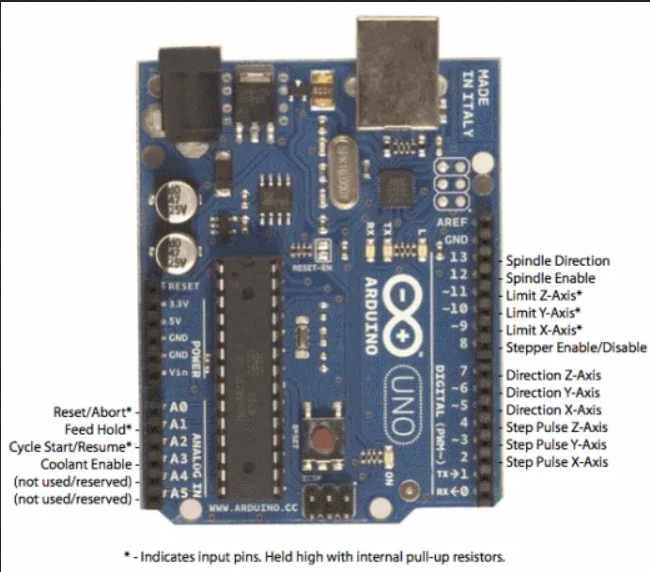 MADE
IN ITALY
AREF
GND
13
12
~11
~10
~9
8
7
~6
~5
4
~3
2
TX→1
RX←0
DIGITAL (PWM~)
Spindle Direction
Spindle Enable
Limit Z-Axis*
Limit Y-Axis*
Limit X-Axis*
Stepper Enable/Disable
Direction Z-Axis
Direction Y-Axis
Direction X-Axis
Step Pulse Z-Axis
Step Pulse Y-Axis
Step Pulse X-Axis
47
25V
47
25V
RX
TX
L
RESET-EN
ARDUINO
UNO
RESET
3.3V
5V
GND
GND
Vin
POWER
A0
A1
A2
A3
A4
A5
ANALOG IN
Reset/Abort*
Feed Hold*
Cycle Start/Resume*
Coolant Enable
(not used/reserved)
(not used/reserved)
RESET
ICSP
ON
WWW.ARDUINO.CC
* - Indicates input pins. Held high with internal pull-up resistors.